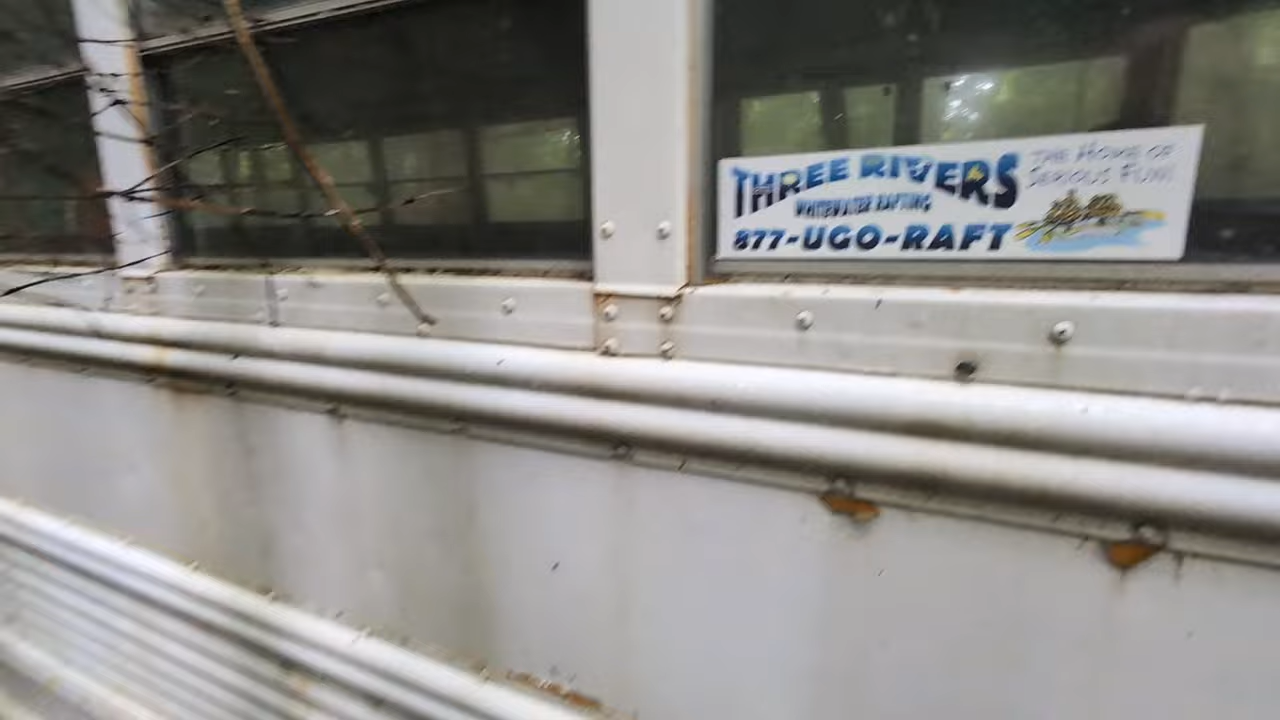 THREE RIVERS
WHITEWATER RAFTING
877-UGO-RAFT
THE HOME OF
SERIOUS FUN!